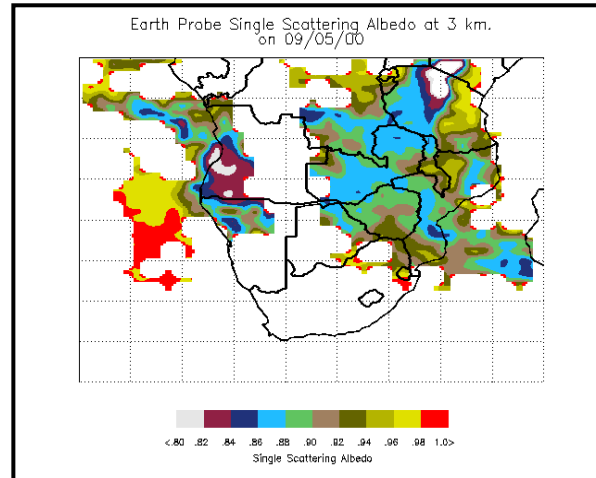 Earth Probe Single Scattering Albedo at 3 km.
on 09/05/00
<.80 .82 .84 .86 .88 .90 .92 .94 .96 .98 1.0>
Single Scattering Albedo